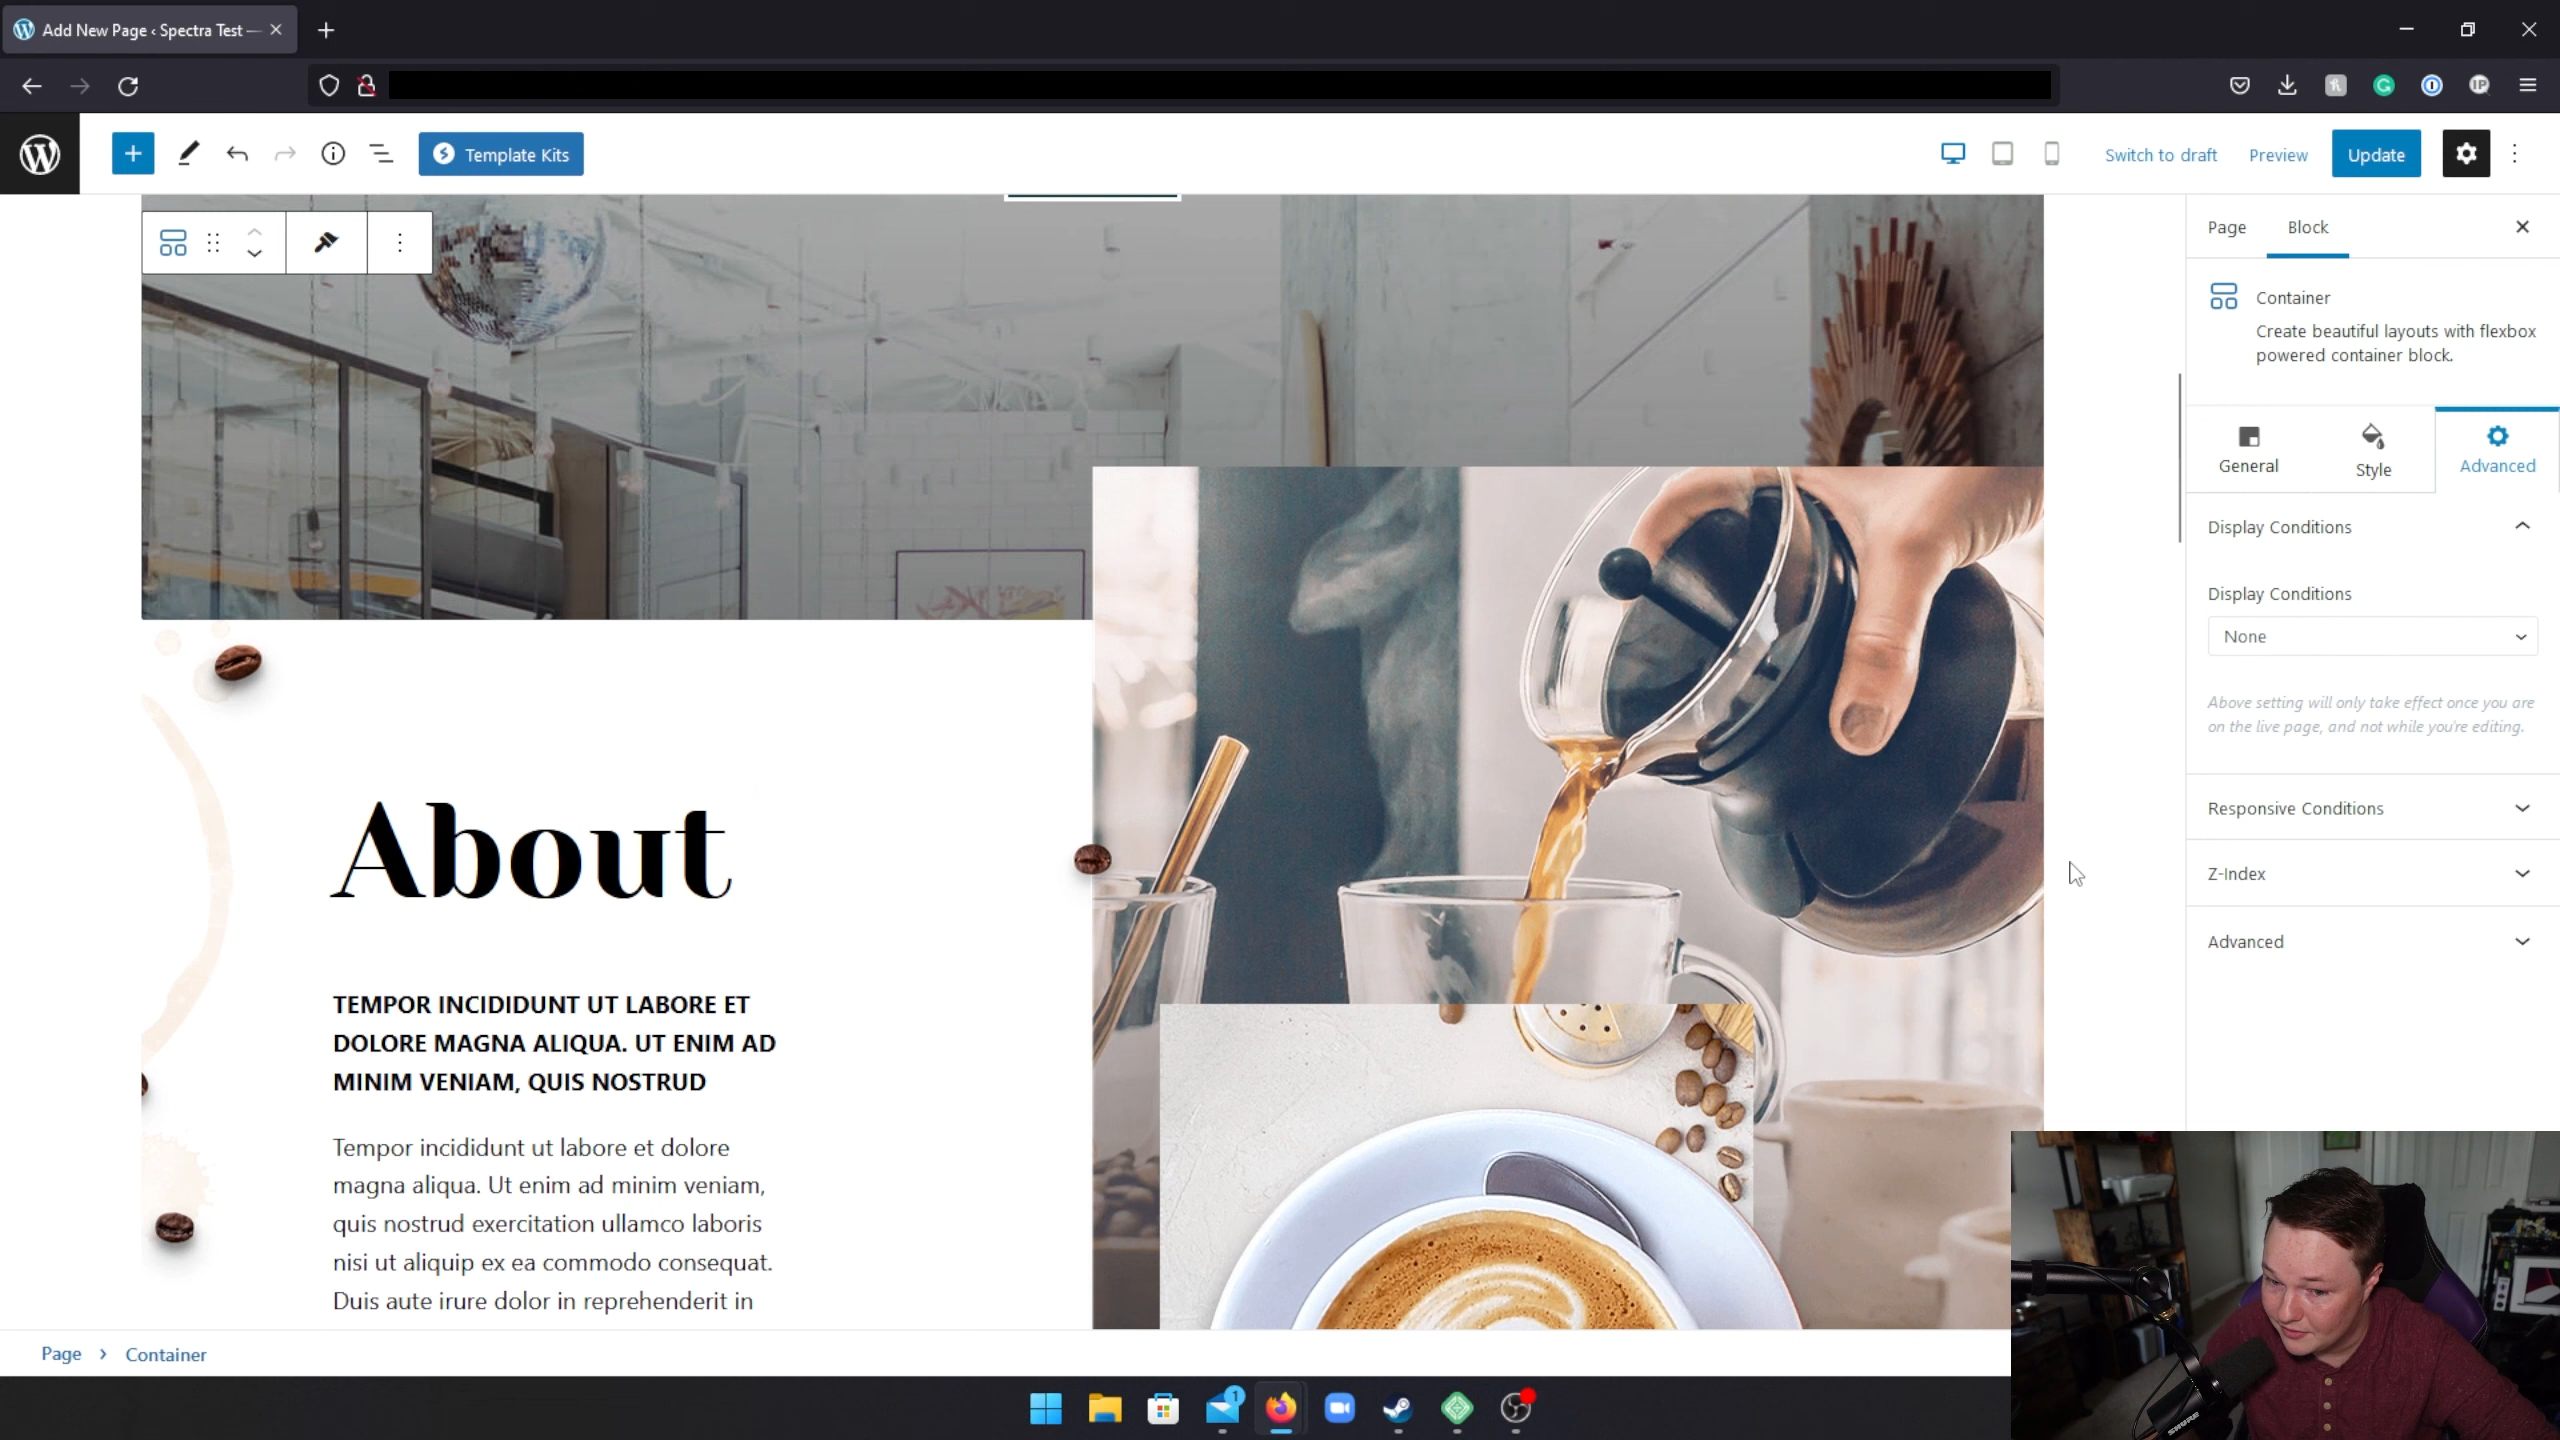 Add New Page ‹ Spectra Test —
Template Kits
Switch to draft
Preview
Update
Page
Block
Container
Create beautiful layouts with flexbox
powered container block.
General
Style
Advanced
Display Conditions
Display Conditions
None
Above setting will only take effect once you are
on the live page, and not while you're editing.
Responsive Conditions
Z-Index
Advanced
About
TEMPOR INCIDIDUNT UT LABORE ET
DOLORE MAGNA ALIQUA. UT ENIM AD
MINIM VENIAM, QUIS NOSTRUD
Tempor incididunt ut labore et dolore
magna aliqua. Ut enim ad minim veniam,
quis nostrud exercitation ullamco laboris
nisi ut aliquip ex ea commodo consequat.
Duis aute irure dolor in reprehenderit in
Page › Container
1
SHURE